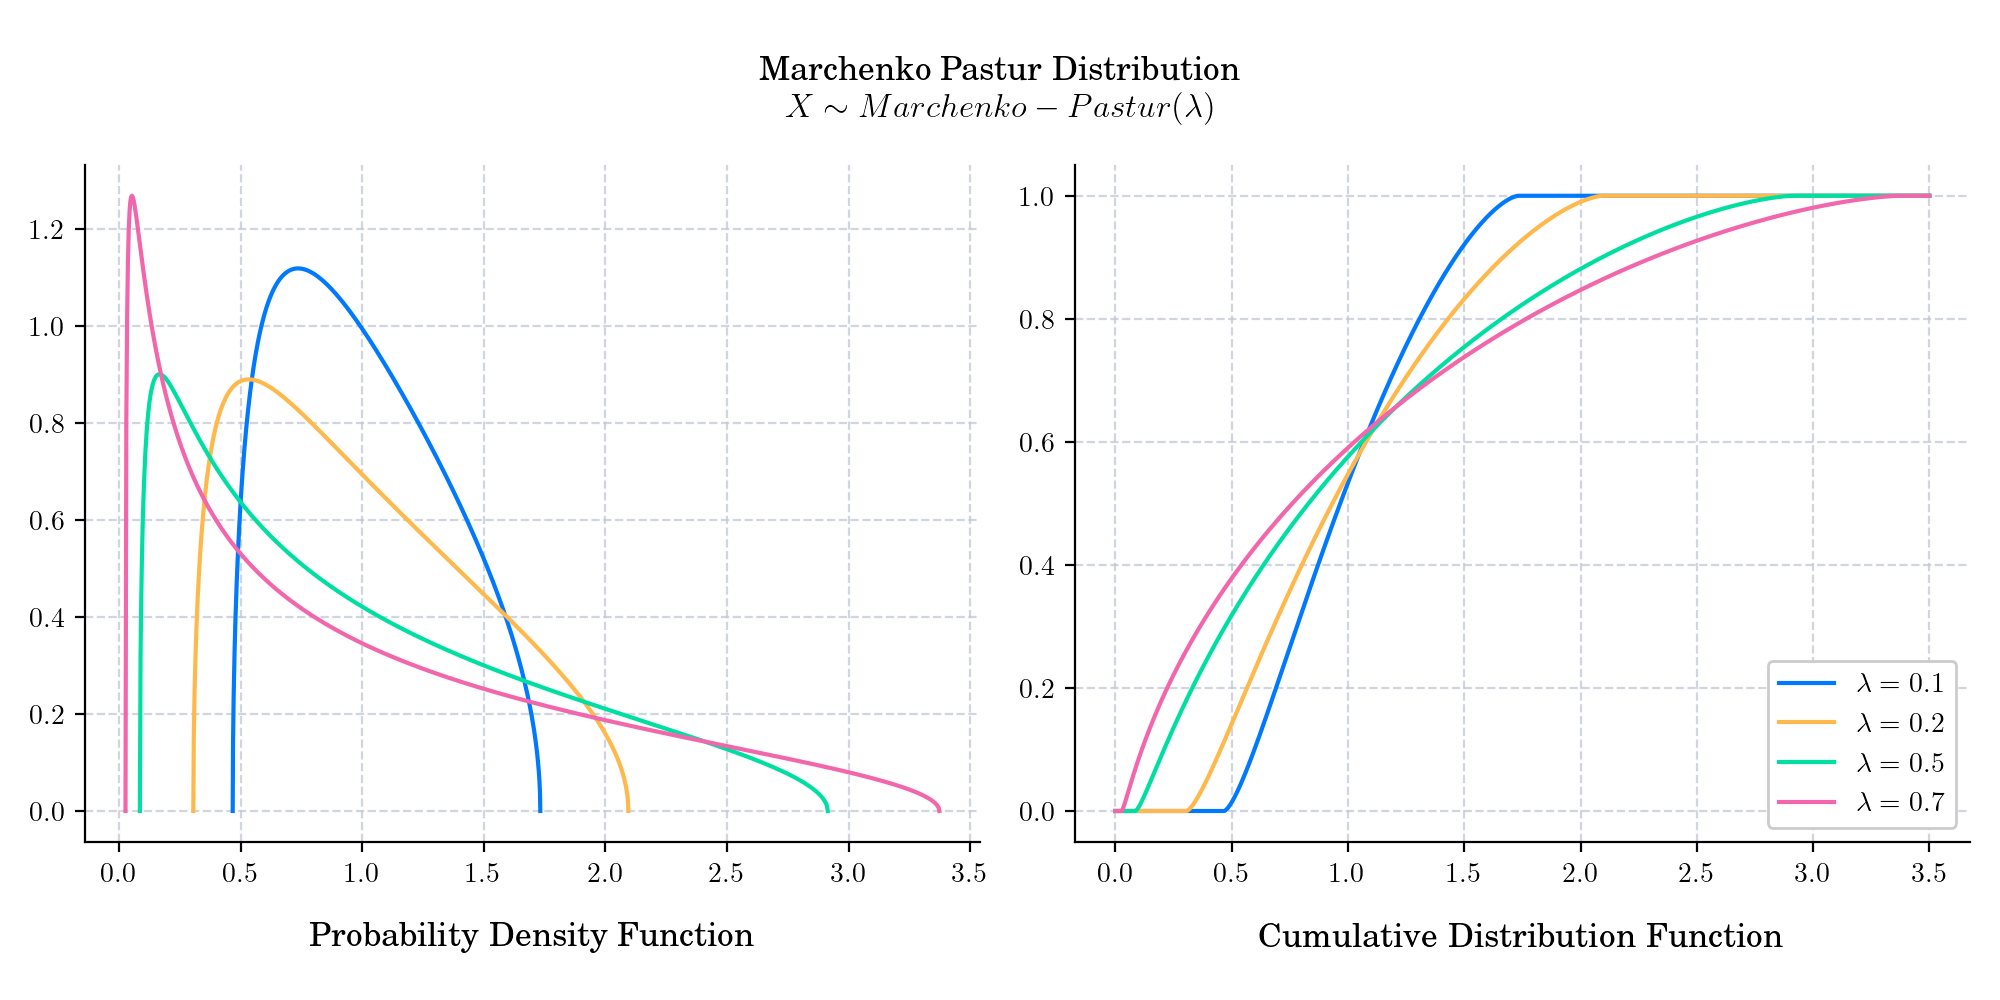 Marchenko Pastur Distribution
X ∼ Marchenko − Pastur(λ)
1.2
1.0
0.8
0.6
0.4
0.2
0.0
0.0 0.5 1.0 1.5 2.0 2.5 3.0 3.5
Probability Density Function
1.0
0.8
0.6
0.4
0.2
0.0
λ = 0.1
λ = 0.2
λ = 0.5
λ = 0.7
0.0 0.5 1.0 1.5 2.0 2.5 3.0 3.5
Cumulative Distribution Function